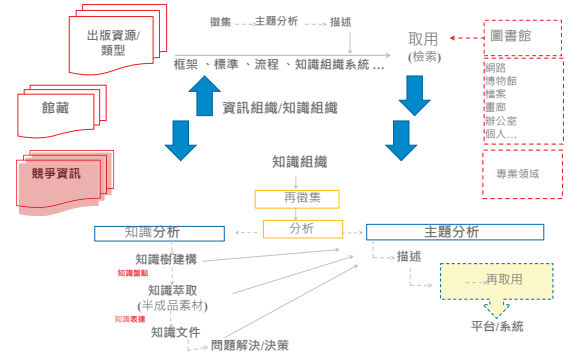 出版資源/
類型
徵集
主題分析
描述
取用
(檢索)
圖書館
框架、標準、流程、知識組織系統 …
網路
博物館
檔案
畫廊
辦公室
個人…
館藏
資訊組織/知識組織
競爭資訊
知識組織
專業領域
再徵集
分析
知識分析
主題分析
知識樹建構
知識盤點
描述
知識萃取
(半成品素材)
再取用
知識表達
知識文件
平台/系統
問題解決/決策